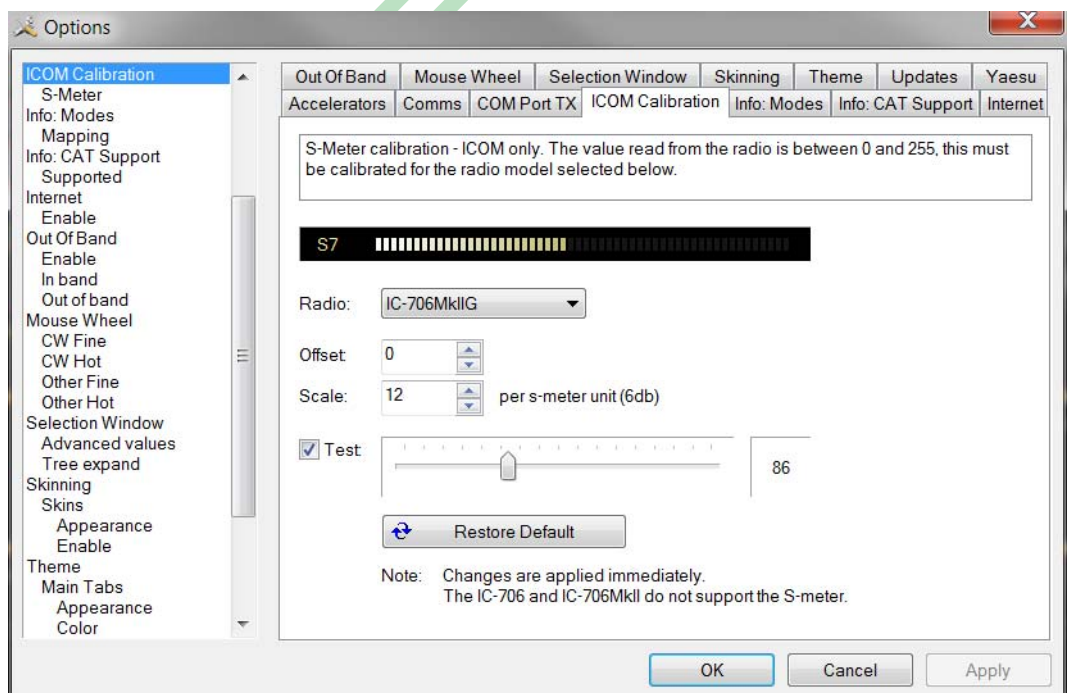 Options
ICOM Calibration
S-Meter
Info: Modes
Mapping
Info: CAT Support
Supported
Internet
Enable
Out Of Band
Enable
In band
Out of band
Mouse Wheel
CW Fine
CW Hot
Other Fine
Other Hot
Selection Window
Advanced values
Tree expand
Skinning
Skins
Appearance
Enable
Theme
Main Tabs
Appearance
Color
Out Of Band Mouse Wheel Selection Window Skinning Theme Updates Yaesu
Accelerators Comms COM Port TX ICOM Calibration Info: Modes Info: CAT Support Internet
S-Meter calibration - ICOM only. The value read from the radio is between 0 and 255, this must
be calibrated for the radio model selected below.
S7
Radio: IC-706MkIIG
Offset: 0
Scale: 12 per s-meter unit (6db)
Test 86
Restore Default
Note: Changes are applied immediately.
The IC-706 and IC-706MkII do not support the S-meter.
OK Cancel Apply